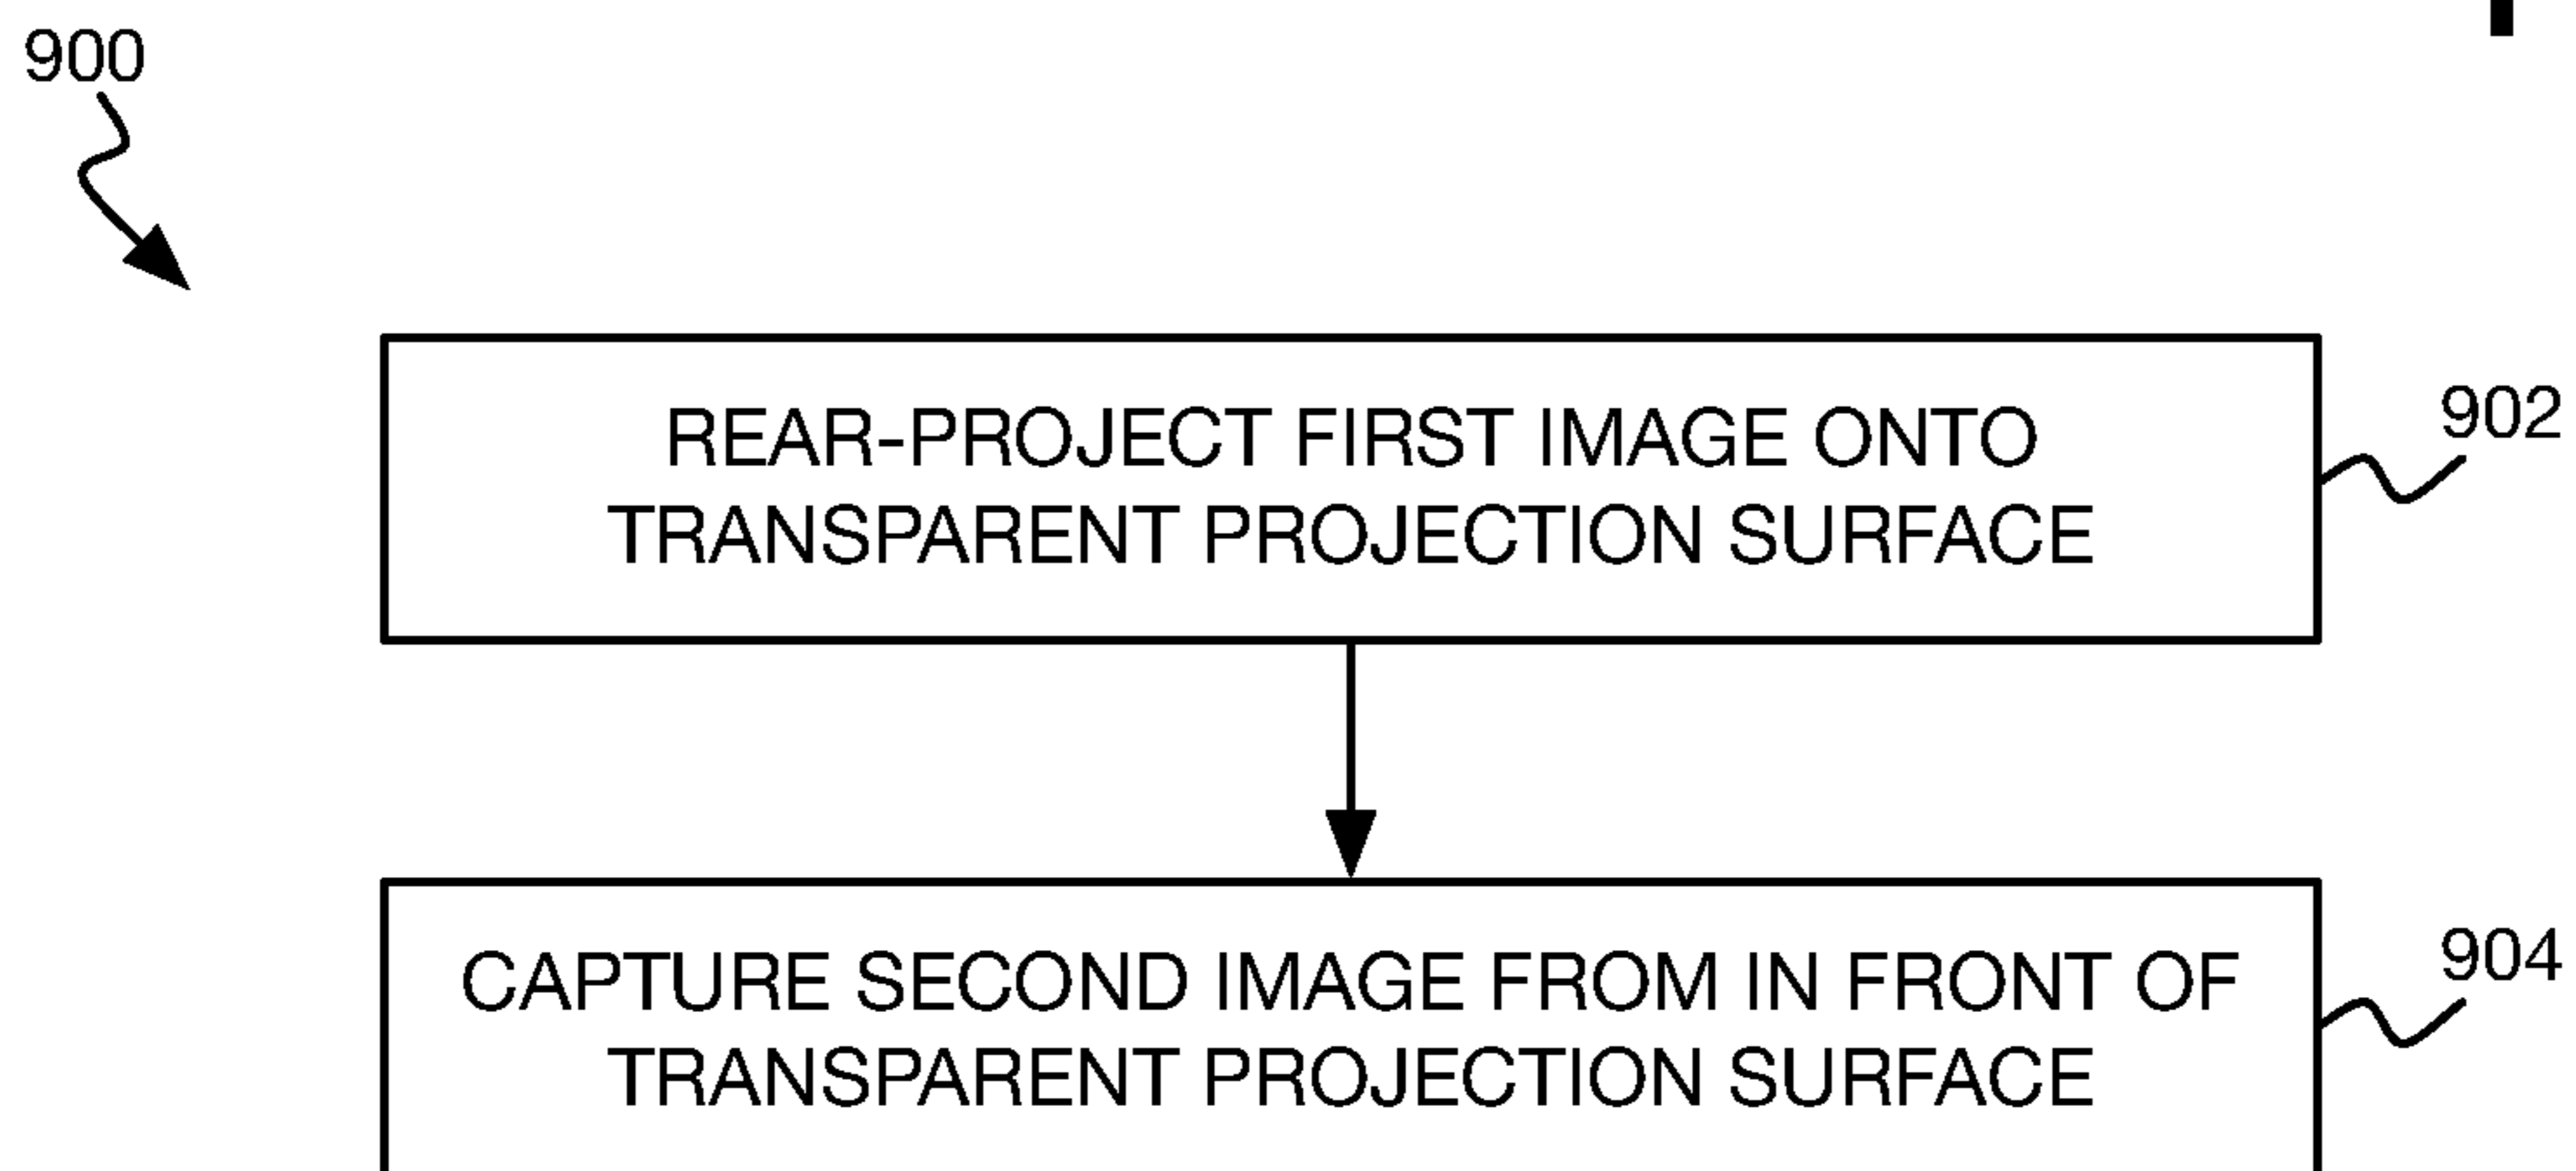 900
REAR-PROJECT FIRST IMAGE ONTO
TRANSPARENT PROJECTION SURFACE
902
CAPTURE SECOND IMAGE FROM IN FRONT OF
TRANSPARENT PROJECTION SURFACE
904